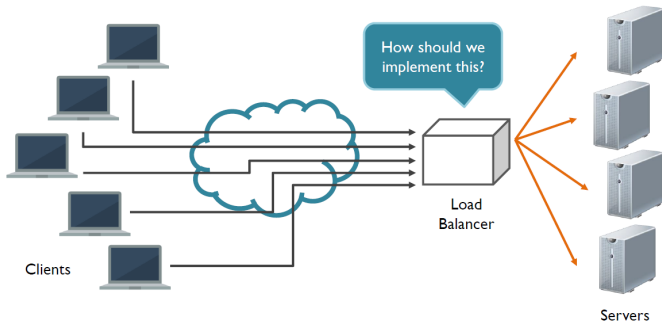 How should we
implement this?
Load
Balancer
Clients
Servers